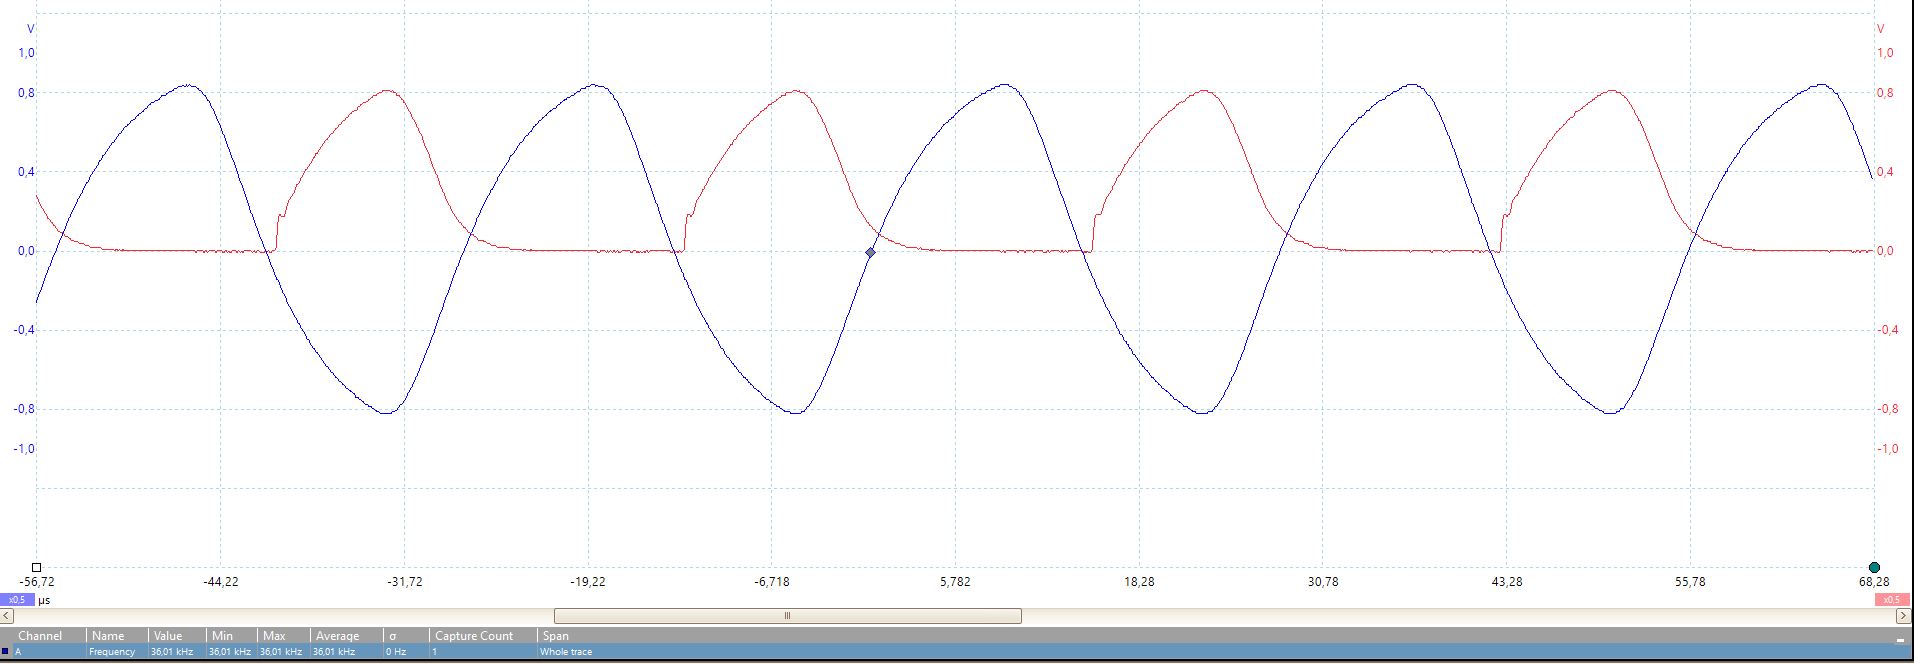 V V
1,0 1,0
0,8 0,8
0,4 0,4
0,0 0,0
-0,4 -0,4
-0,8 -0,8
-1,0 -1,0
-56,72 -44,22 -31,72 -19,22 -6,718 5,782 18,28 30,78 43,28 55,78 68,28
x0,5 µs x0,5
Channel Name Value Min Max Average σ Capture Count Span
A Frequency 36,01 kHz 36,01 kHz 36,01 kHz 36,01 kHz 0 Hz 1 Whole trace